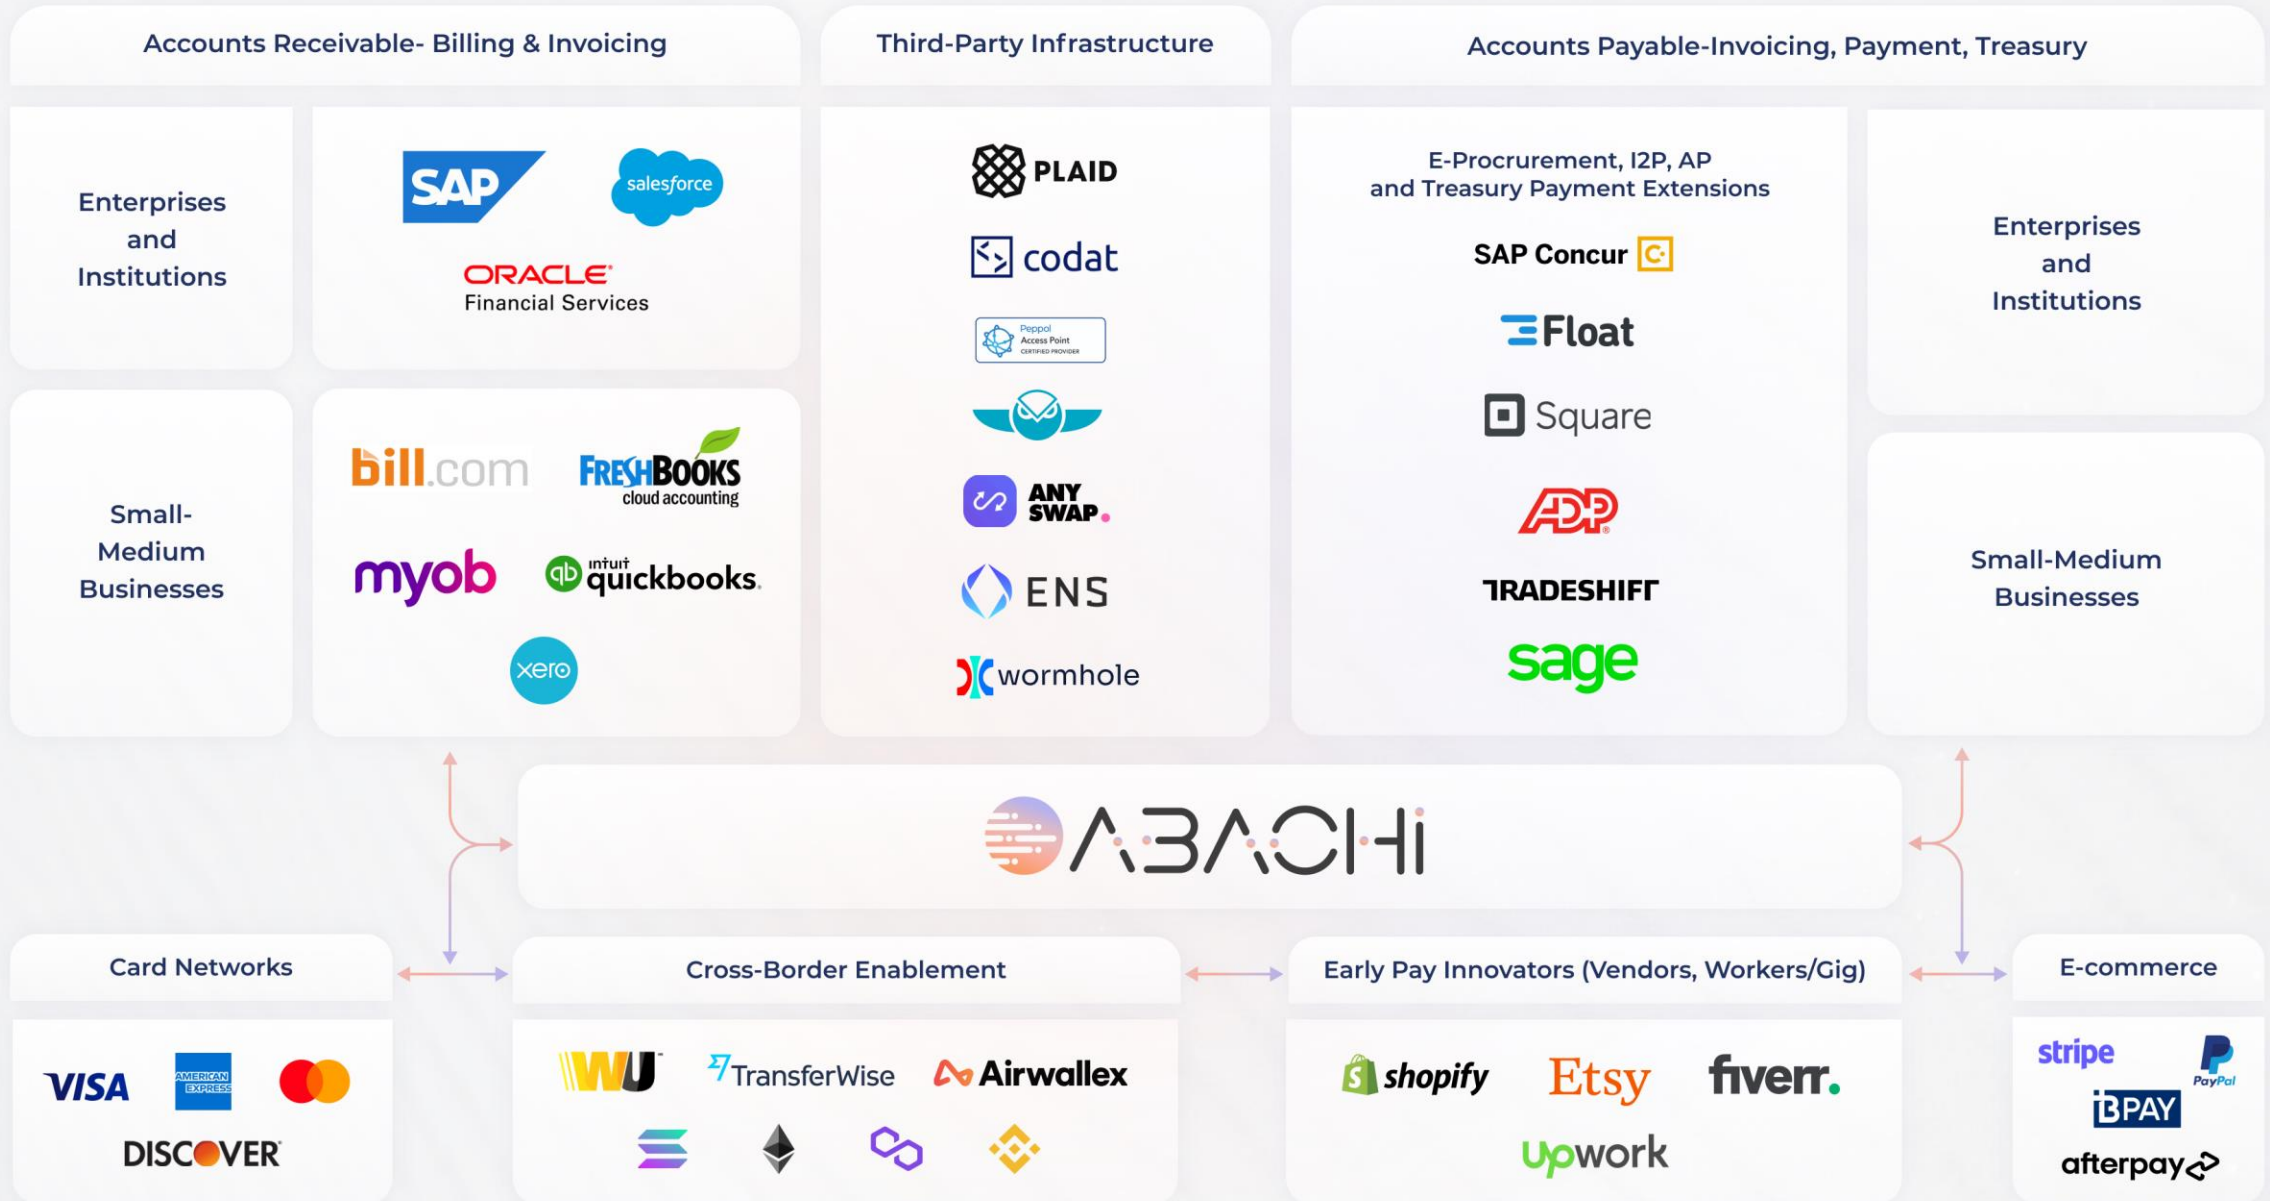 Accounts Receivable- Billing & Invoicing
Third-Party Infrastructure
Accounts Payable-Invoicing, Payment, Treasury
Enterprises
and
Institutions
SAP
salesforce
ORACLE®
Financial Services
Small-
Medium
Businesses
bill.com
FRESHBOOKS
cloud accounting
myob
qb intuit
quickbooks.
xero
PLAID
codat
Peppol
Access Point
CERTIFIED PROVIDER
ANY
SWAP.
ENS
wormhole
E-Procrurement, I2P, AP
and Treasury Payment Extensions
SAP Concur C
Float
Square
ADP®
TRADESHIFT
sage
Enterprises
and
Institutions
Small-Medium
Businesses
ABACHi
Card Networks
VISA
AMERICAN
EXPRESS
DISCOVER®
Cross-Border Enablement
WU
TransferWise
Airwallex
Early Pay Innovators (Vendors, Workers/Gig)
shopify
Etsy
fiverr.
upwork
E-commerce
stripe
PayPal
BPAY
afterpay